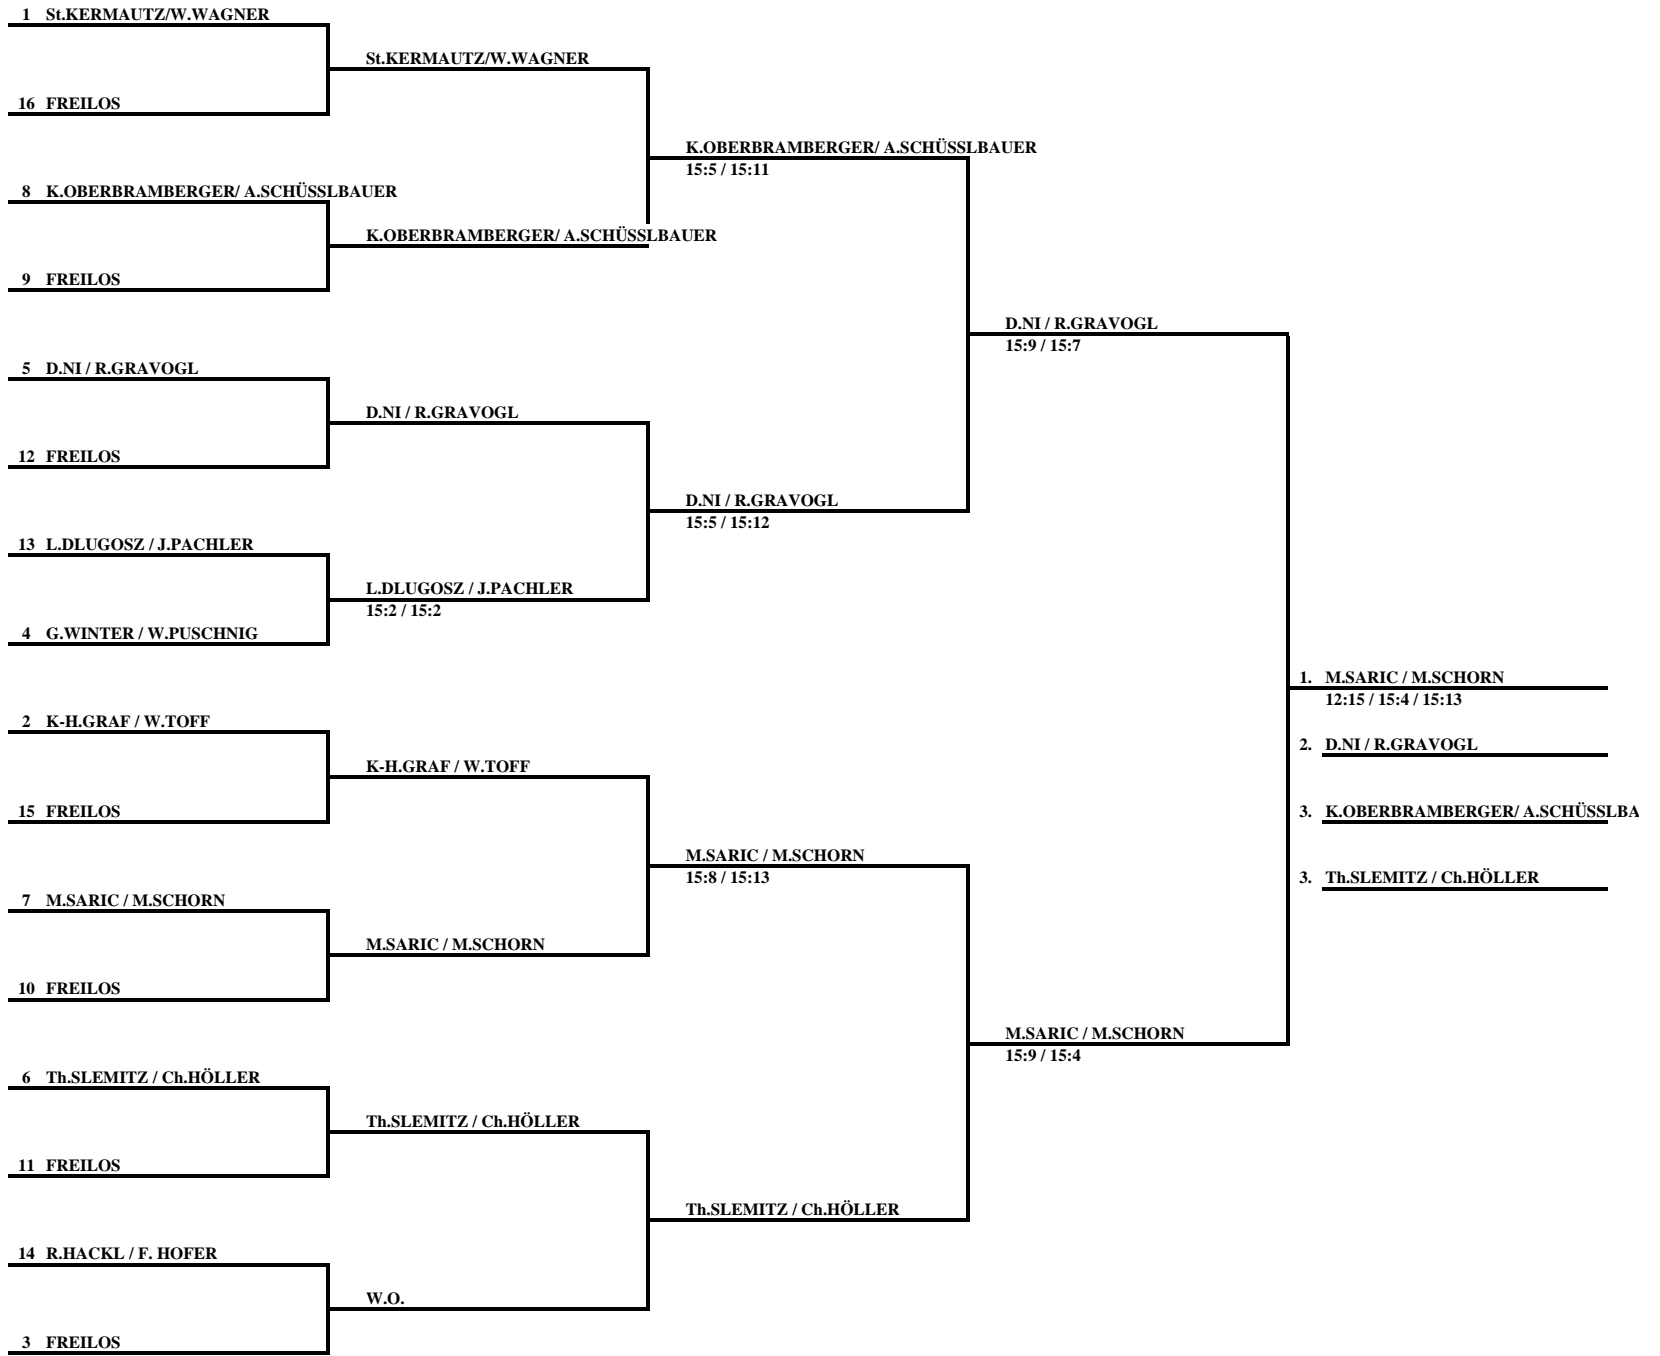 1 St.KERMAUTZ/W.WAGNER
St.KERMAUTZ/W.WAGNER
16 FREILOS
K.OBERBRAMBERGER/ A.SCHÜSSLBAUER
15:5 / 15:11
8 K.OBERBRAMBERGER/ A.SCHÜSSLBAUER
K.OBERBRAMBERGER/ A.SCHÜSSLBAUER
9 FREILOS
D.NI / R.GRAVOGL
15:9 / 15:7
5 D.NI / R.GRAVOGL
D.NI / R.GRAVOGL
12 FREILOS
D.NI / R.GRAVOGL
15:5 / 15:12
13 L.DLUGOSZ / J.PACHLER
L.DLUGOSZ / J.PACHLER
15:2 / 15:2
4 G.WINTER / W.PUSCHNIG
1. M.SARIC / M.SCHORN
12:15 / 15:4 / 15:13
2 K-H.GRAF / W.TOFF
2. D.NI / R.GRAVOGL
K-H.GRAF / W.TOFF
15 FREILOS
3. K.OBERBRAMBERGER/ A.SCHÜSSLBA
M.SARIC / M.SCHORN
15:8 / 15:13
3. Th.SLEMITZ / Ch.HÖLLER
7 M.SARIC / M.SCHORN
M.SARIC / M.SCHORN
10 FREILOS
M.SARIC / M.SCHORN
15:9 / 15:4
6 Th.SLEMITZ / Ch.HÖLLER
Th.SLEMITZ / Ch.HÖLLER
11 FREILOS
Th.SLEMITZ / Ch.HÖLLER
14 R.HACKL / F. HOFER
W.O.
3 FREILOS